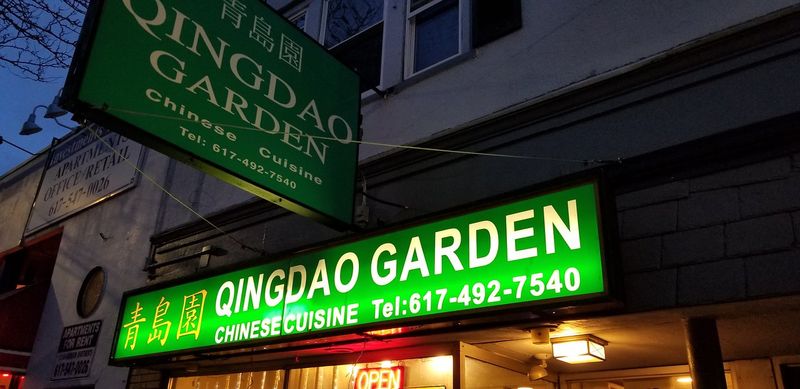 青島園
QINGDAO
GARDEN
Chinese Cuisine
Tel: 617-492-7540
APARTMENTS
OFFICE•RETAIL
617-547-0026
青島園 QINGDAO GARDEN
CHINESE CUISINE Tel:617-492-7540
APARTMENTS
FOR RENT
617-547-0026
OPEN